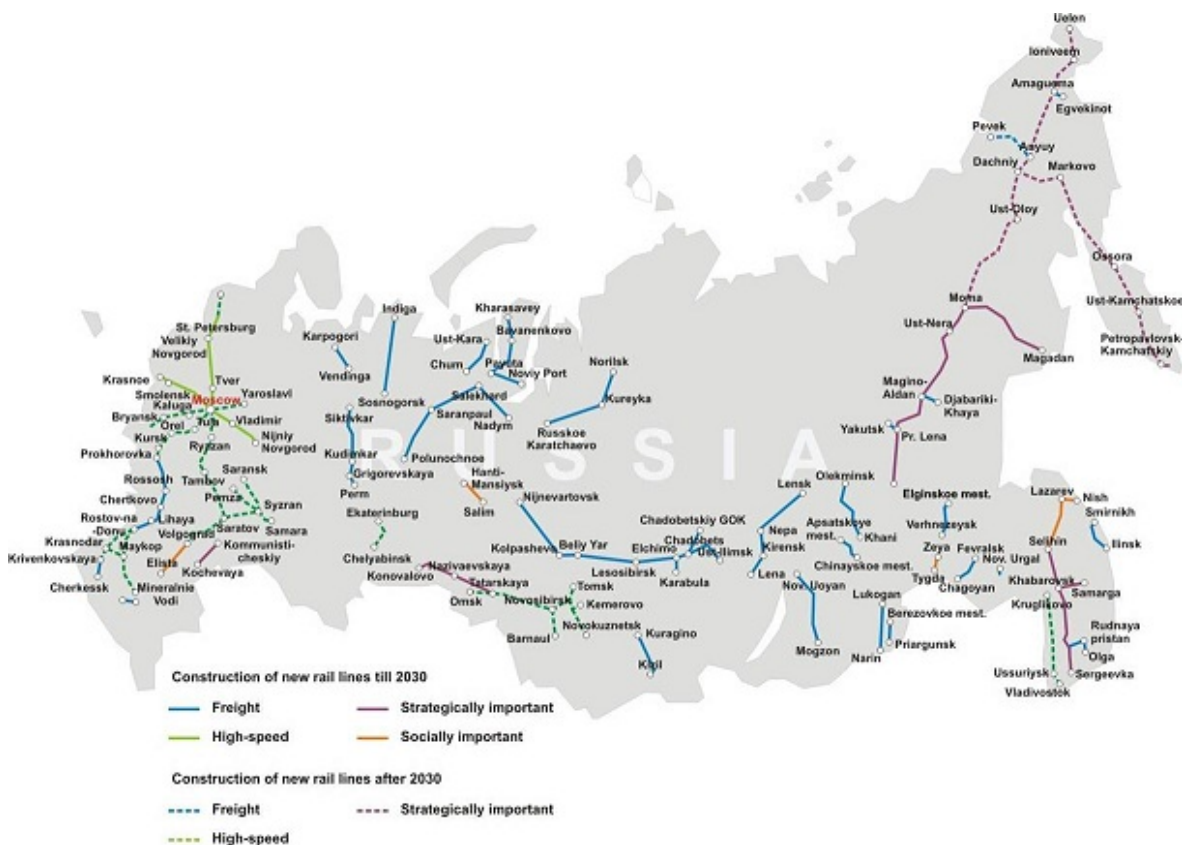 Uelen
Ioniveem
Amaguema
Egvekinot
Pevek
Aayuy
Dachniy
Markovo
Ust-Oloy
Ossora
Ust-Kamchatskoe
Petropavlovsk-
Kamchafskiy
Moma
Ust-Nera
Magadan
Magino-
Aldan
Djabariki-
Khaya
Yakutsk
Pr. Lena
RUSSIA
St. Petersburg
Velikiy
Novgorod
Krasnoe
Tver
Smolensk
Moscow
Yaroslavl
Kaluga
Bryansk
Tula
Vladimir
Orel
Kursk
Ryazan
Nijniy
Novgorod
Prokhorovka
Saransk
Tambov
Rossosh
Pemza
Syzran
Chertkovo
Samara
Rostov-na
-Donu
Lihaya
Saratov
Volgograd
Krasnodar
Kommunisti-
cheskiy
Maykop
Krivenkovskaya
Elista
Kochevaya
Cherkessk
Mineralnie
Vodi
Karpogori
Vendinga
Indiga
Sosnogorsk
Siktivkar
Kudimkar
Grigorevskaya
Perm
Ekaterinburg
Chelyabinsk
Kharasavey
Ust-Kara
Bavanenkovo
Chum
Payuta
Noviy Port
Salekhard
Saranpaul
Nadym
Polunochnoe
Norilsk
Kureyka
Russkoe
Karatchaevo
Hanti-
Mansiysk
Salim
Nijnevartovsk
Kolpashevo
Beliy Yar
Lesosibirsk
Elchimo
Chadobetskiy GOK
Chadobets
Ust-Ilimsk
Karabula
Konovalovo
Nazivaevskaya
Tatarskaya
Omsk
Novosibirsk
Tomsk
Kemerovo
Barnaul
Novokuznetsk
Kuragino
Kizil
Lensk
Nepa
Kirensk
Lena
Olekminsk
Apsatskoye
mest.
Khani
Chinayskoe mest.
Nov. Uoyan
Mogzon
Lukogan
Berezovkoe mest.
Priargunsk
Narin
Elginskoe mest.
Verhnezeysk
Zeya
Tygda
Fevralsk
Chagoyan
Nov.
Urgal
Lazarev
Nish
Smirnikh
Ilinsk
Selihin
Khabarovsk
Kruglikovo
Samarga
Rudnaya
pristan
Olga
Sergeevka
Ussuriysk
Vladivostok
Construction of new rail lines till 2030
Freight
Strategically important
High-speed
Socially important
Construction of new rail lines after 2030
Freight
Strategically important
High-speed